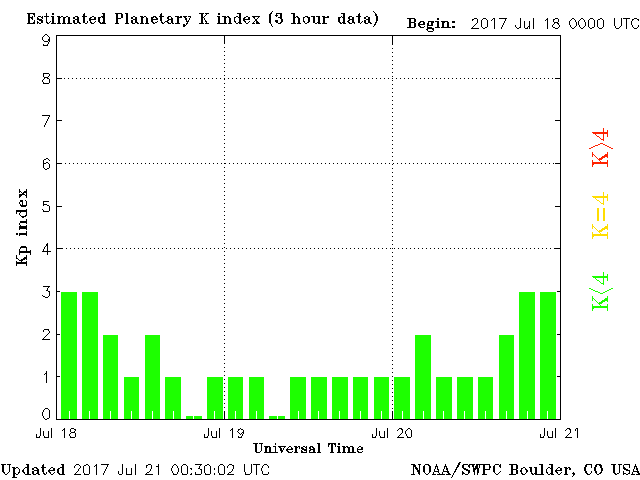 Estimated Planetary K index (3 hour data) Begin: 2017 Jul 18 0000 UTC
9
8
7
6
5
4
3
2
1
0
Kp index
K>4
K=4
K<4
Jul 18 Jul 19 Jul 20 Jul 21
Universal Time
Updated 2017 Jul 21 00:30:02 UTC NOAA/SWPC Boulder, CO USA